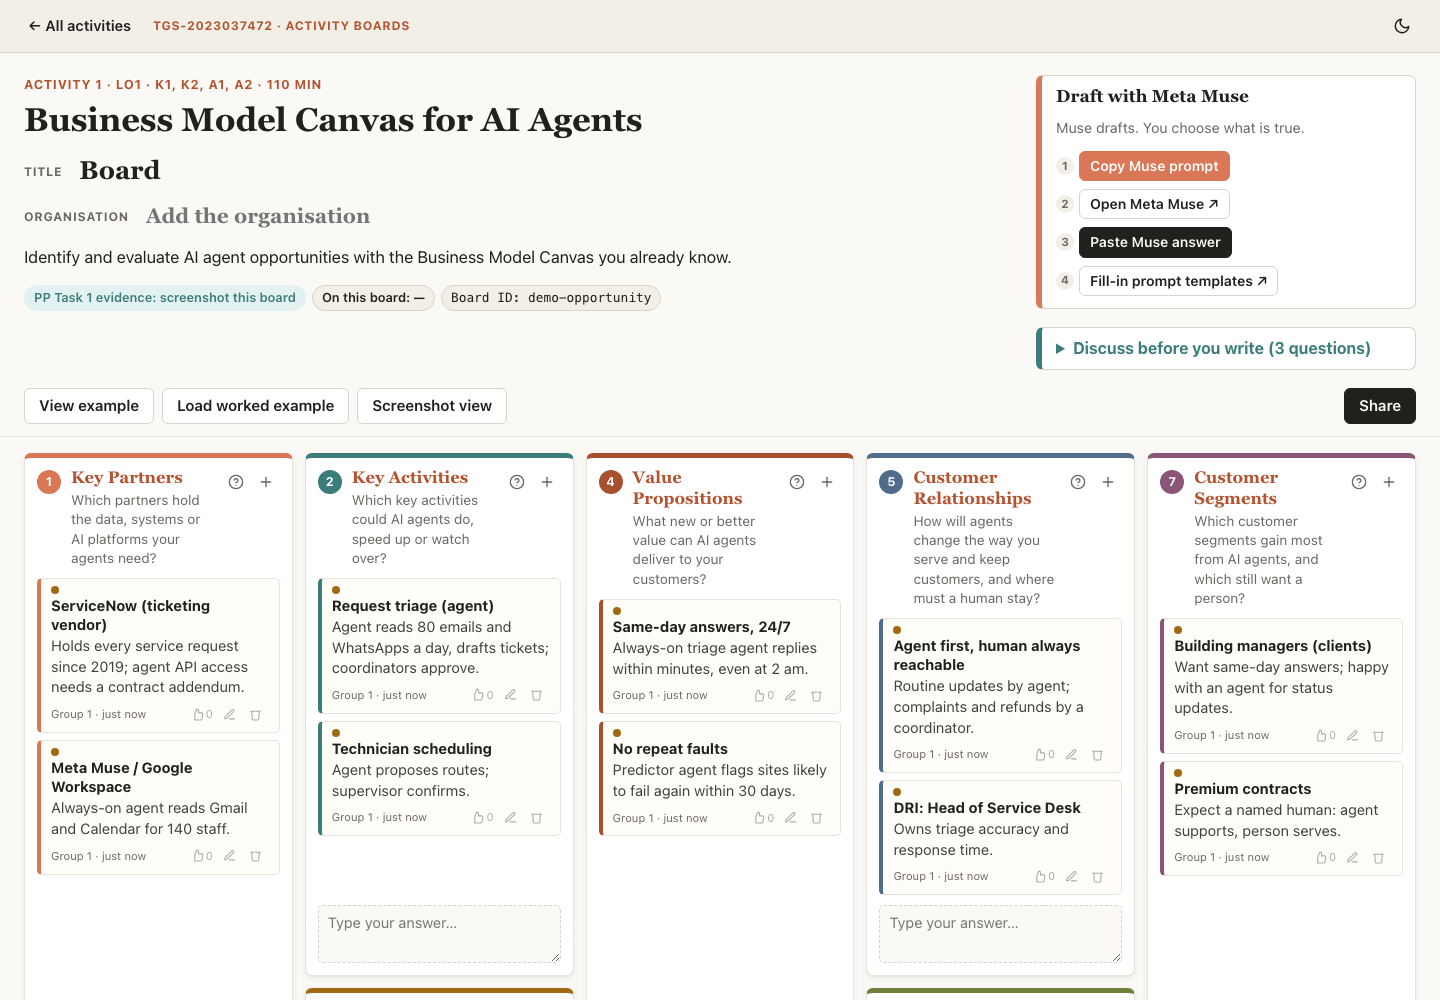 ← All activities
TGS-2023037472 · ACTIVITY BOARDS
ACTIVITY 1 · LO1 · K1, K2, A1, A2 · 110 MIN
Business Model Canvas for AI Agents
TITLE Board
ORGANISATION Add the organisation
Identify and evaluate AI agent opportunities with the Business Model Canvas you already know.
PP Task 1 evidence: screenshot this board
On this board: —
Board ID: demo-opportunity
Draft with Meta Muse
Muse drafts. You choose what is true.
1 Copy Muse prompt
2 Open Meta Muse ↗
3 Paste Muse answer
4 Fill-in prompt templates ↗
▶ Discuss before you write (3 questions)
View example
Load worked example
Screenshot view
Share
1 Key Partners
Which partners hold
the data, systems or
AI platforms your
agents need?
ServiceNow (ticketing
vendor)
Holds every service request
since 2019; agent API access
needs a contract addendum.
Group 1 · just now 0
Meta Muse / Google
Workspace
Always-on agent reads Gmail
and Calendar for 140 staff.
Group 1 · just now 0
2 Key Activities
Which key activities
could AI agents do,
speed up or watch
over?
Request triage (agent)
Agent reads 80 emails and
WhatsApps a day, drafts tickets;
coordinators approve.
Group 1 · just now 0
Technician scheduling
Agent proposes routes;
supervisor confirms.
Group 1 · just now 0
Type your answer...
4 Value
Propositions
What new or better
value can AI agents
deliver to your
customers?
Same-day answers, 24/7
Always-on triage agent replies
within minutes, even at 2 am.
Group 1 · just now 0
No repeat faults
Predictor agent flags sites likely
to fail again within 30 days.
Group 1 · just now 0
5 Customer
Relationships
How will agents
change the way you
serve and keep
customers, and where
must a human stay?
Agent first, human always
reachable
Routine updates by agent;
complaints and refunds by a
coordinator.
Group 1 · just now 0
DRI: Head of Service Desk
Owns triage accuracy and
response time.
Group 1 · just now 0
Type your answer...
7 Customer
Segments
Which customer
segments gain most
from AI agents, and
which still want a
person?
Building managers (clients)
Want same-day answers; happy
with an agent for status
updates.
Group 1 · just now 0
Premium contracts
Expect a named human: agent
supports, person serves.
Group 1 · just now 0